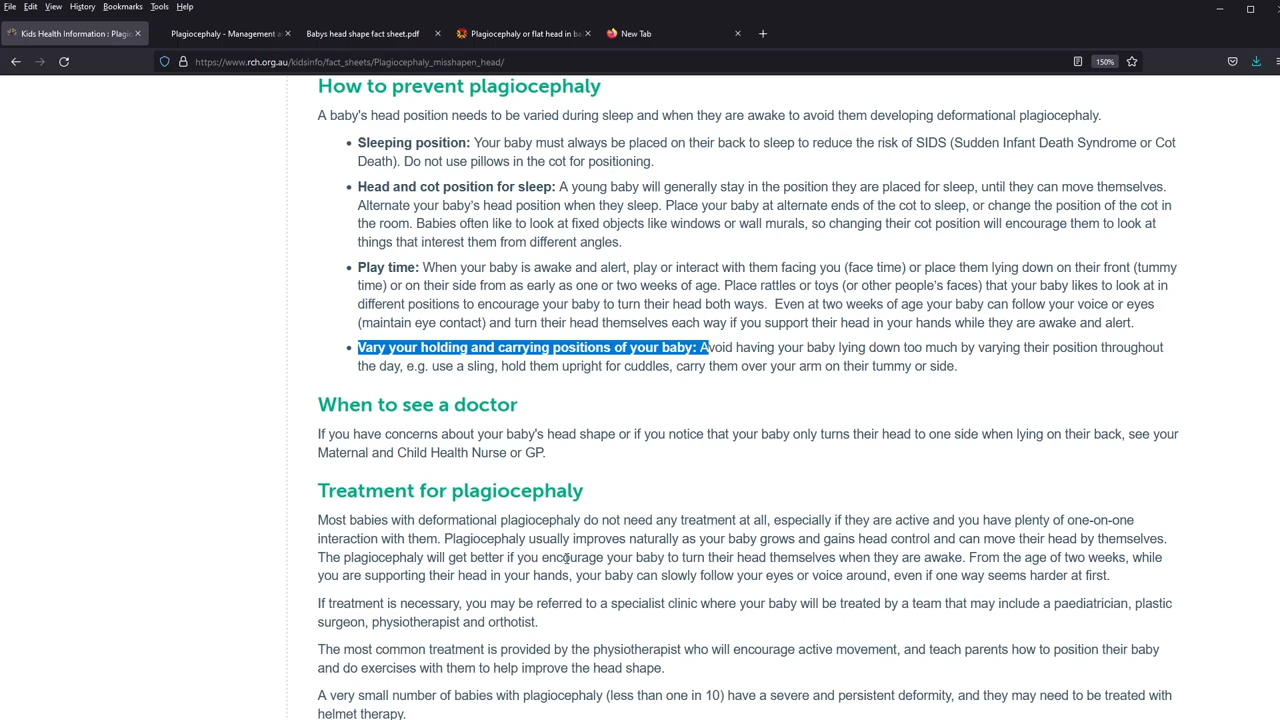 File Edit View History Bookmarks Tools Help
Kids Health Information : Plagi
Plagiocephaly - Management a
Babys head shape fact sheet.pdf
Plagiocephaly or flat head in ba
New Tab
https://www.rch.org.au/kidsinfo/fact_sheets/Plagiocephaly_misshapen_head/
150%
How to prevent plagiocephaly
A baby's head position needs to be varied during sleep and when they are awake to avoid them developing deformational plagiocephaly.
• Sleeping position: Your baby must always be placed on their back to sleep to reduce the risk of SIDS (Sudden Infant Death Syndrome or Cot
Death). Do not use pillows in the cot for positioning.
• Head and cot position for sleep: A young baby will generally stay in the position they are placed for sleep, until they can move themselves.
Alternate your baby's head position when they sleep. Place your baby at alternate ends of the cot to sleep, or change the position of the cot in
the room. Babies often like to look at fixed objects like windows or wall murals, so changing their cot position will encourage them to look at
things that interest them from different angles.
• Play time: When your baby is awake and alert, play or interact with them facing you (face time) or place them lying down on their front (tummy
time) or on their side from as early as one or two weeks of age. Place rattles or toys (or other people's faces) that your baby likes to look at in
different positions to encourage your baby to turn their head both ways. Even at two weeks of age your baby can follow your voice or eyes
(maintain eye contact) and turn their head themselves each way if you support their head in your hands while they are awake and alert.
• Vary your holding and carrying positions of your baby: Avoid having your baby lying down too much by varying their position throughout
the day, e.g. use a sling, hold them upright for cuddles, carry them over your arm on their tummy or side.
When to see a doctor
If you have concerns about your baby's head shape or if you notice that your baby only turns their head to one side when lying on their back, see your
Maternal and Child Health Nurse or GP.
Treatment for plagiocephaly
Most babies with deformational plagiocephaly do not need any treatment at all, especially if they are active and you have plenty of one-on-one
interaction with them. Plagiocephaly usually improves naturally as your baby grows and gains head control and can move their head by themselves.
The plagiocephaly will get better if you encourage your baby to turn their head themselves when they are awake. From the age of two weeks, while
you are supporting their head in your hands, your baby can slowly follow your eyes or voice around, even if one way seems harder at first.
If treatment is necessary, you may be referred to a specialist clinic where your baby will be treated by a team that may include a paediatrician, plastic
surgeon, physiotherapist and orthotist.
The most common treatment is provided by the physiotherapist who will encourage active movement, and teach parents how to position their baby
and do exercises with them to help improve the head shape.
A very small number of babies with plagiocephaly (less than one in 10) have a severe and persistent deformity, and they may need to be treated with
helmet therapy.